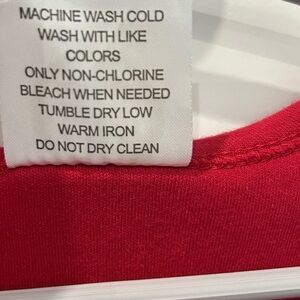 MACHINE WASH COLD
WASH WITH LIKE
COLORS
ONLY NON-CHLORINE
BLEACH WHEN NEEDED
TUMBLE DRY LOW
WARM IRON
DO NOT DRY CLEAN